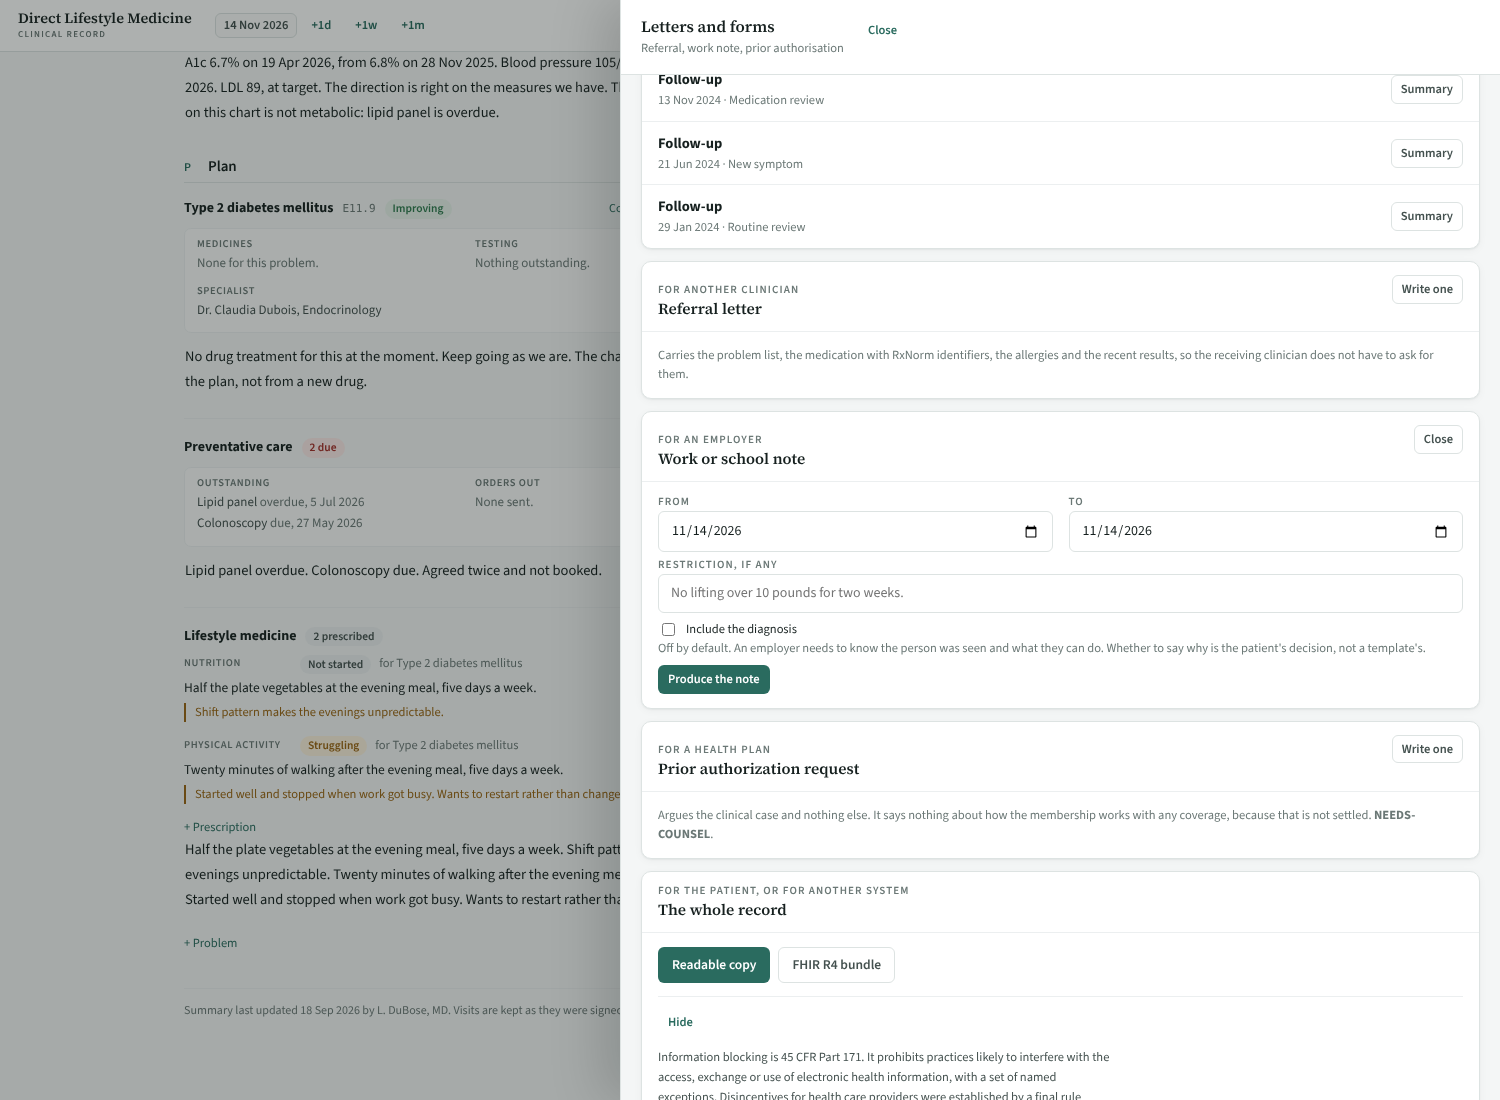 Direct Lifestyle Medicine
CLINICAL RECORD
14 Nov 2026
+1d
+1w
+1m
A1c 6.7% on 19 Apr 2026, from 6.8% on 28 Nov 2025. Blood pressure 105/
2026. LDL 89, at target. The direction is right on the measures we have.
on this chart is not metabolic: lipid panel is overdue.
P Plan
Type 2 diabetes mellitus E11.9 Improving
MEDICINES
None for this problem.
TESTING
Nothing outstanding.
SPECIALIST
Dr. Claudia Dubois, Endocrinology
No drug treatment for this at the moment. Keep going as we are. The
the plan, not from a new drug.
Preventative care 2 due
OUTSTANDING
Lipid panel overdue, 5 Jul 2026
Colonoscopy due, 27 May 2026
ORDERS OUT
None sent.
Lipid panel overdue. Colonoscopy due. Agreed twice and not booked.
Lifestyle medicine 2 prescribed
NUTRITION Not started for Type 2 diabetes mellitus
Half the plate vegetables at the evening meal, five days a week.
Shift pattern makes the evenings unpredictable.
PHYSICAL ACTIVITY Struggling for Type 2 diabetes mellitus
Twenty minutes of walking after the evening meal, five days a week.
Started well and stopped when work got busy. Wants to restart rather than change
+ Prescription
Half the plate vegetables at the evening meal, five days a week. Shift
evenings unpredictable. Twenty minutes of walking after the evening
Started well and stopped when work got busy. Wants to restart rather
+ Problem
Summary last updated 18 Sep 2026 by L. DuBose, MD. Visits are kept as they were signed
Letters and forms
Referral, work note, prior authorisation
Close
Follow-up
13 Nov 2024 · Medication review
Summary
Follow-up
21 Jun 2024 · New symptom
Summary
Follow-up
29 Jan 2024 · Routine review
Summary
FOR ANOTHER CLINICIAN
Referral letter
Write one
Carries the problem list, the medication with RxNorm identifiers, the allergies and the recent results, so the receiving clinician does not have to ask for
them.
FOR AN EMPLOYER
Work or school note
Close
FROM
11/14/2026
TO
11/14/2026
RESTRICTION, IF ANY
No lifting over 10 pounds for two weeks.
Include the diagnosis
Off by default. An employer needs to know the person was seen and what they can do. Whether to say why is the patient's decision, not a template's.
Produce the note
FOR A HEALTH PLAN
Prior authorization request
Write one
Argues the clinical case and nothing else. It says nothing about how the membership works with any coverage, because that is not settled. NEEDS-
COUNSEL.
FOR THE PATIENT, OR FOR ANOTHER SYSTEM
The whole record
Readable copy
FHIR R4 bundle
Hide
Information blocking is 45 CFR Part 171. It prohibits practices likely to interfere with the
access, exchange or use of electronic health information, with a set of named
exceptions. Disincentives for health care providers were established by a final rule